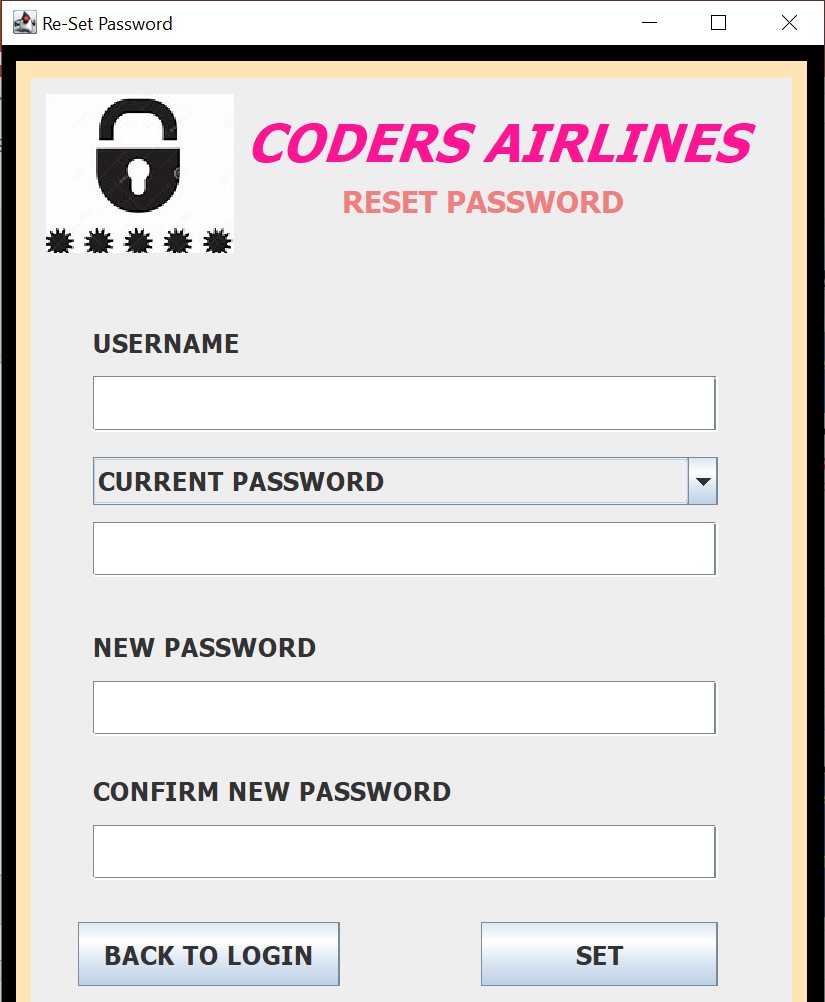 Re-Set Password
CODERS AIRLINES
RESET PASSWORD
USERNAME
CURRENT PASSWORD
NEW PASSWORD
CONFIRM NEW PASSWORD
BACK TO LOGIN
SET